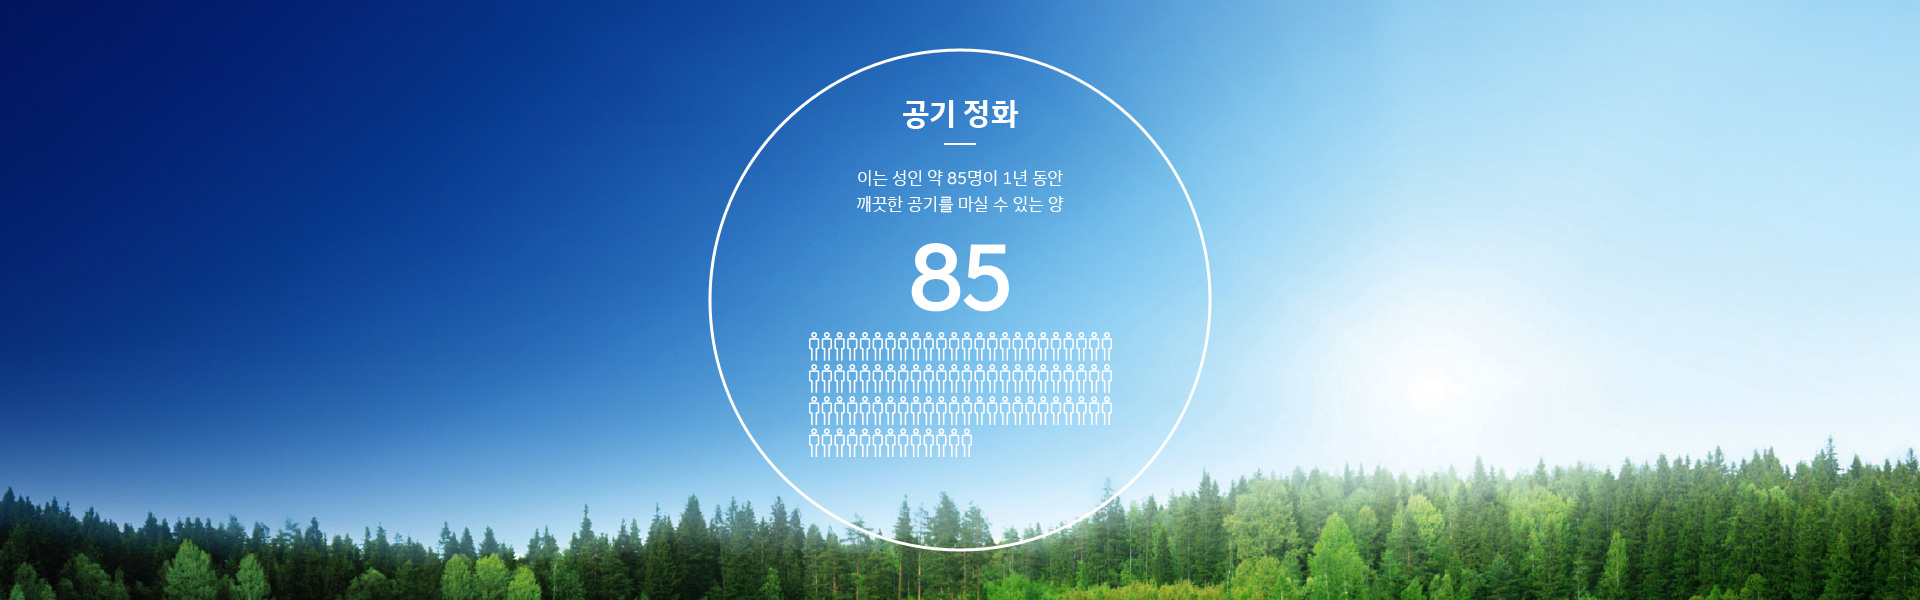 공기 정화
이는 성인 약 85명이 1년 동안
깨끗한 공기를 마실 수 있는 양
85